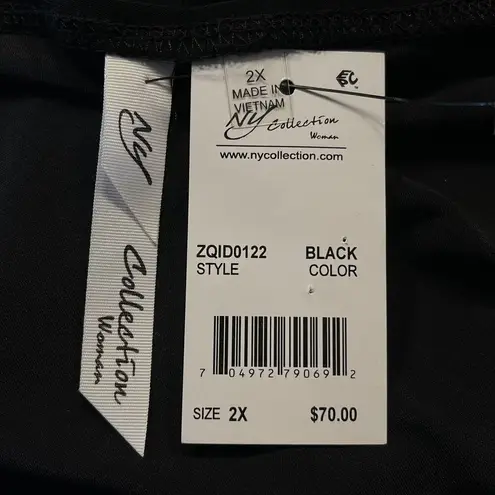 NY Collection
Woman
2X
MADE IN
VIETNAM
NY Collection
Woman
www.nycollection.com
ZQID0122 BLACK
STYLE COLOR
7 04972 79069 2
SIZE 2X $70.00